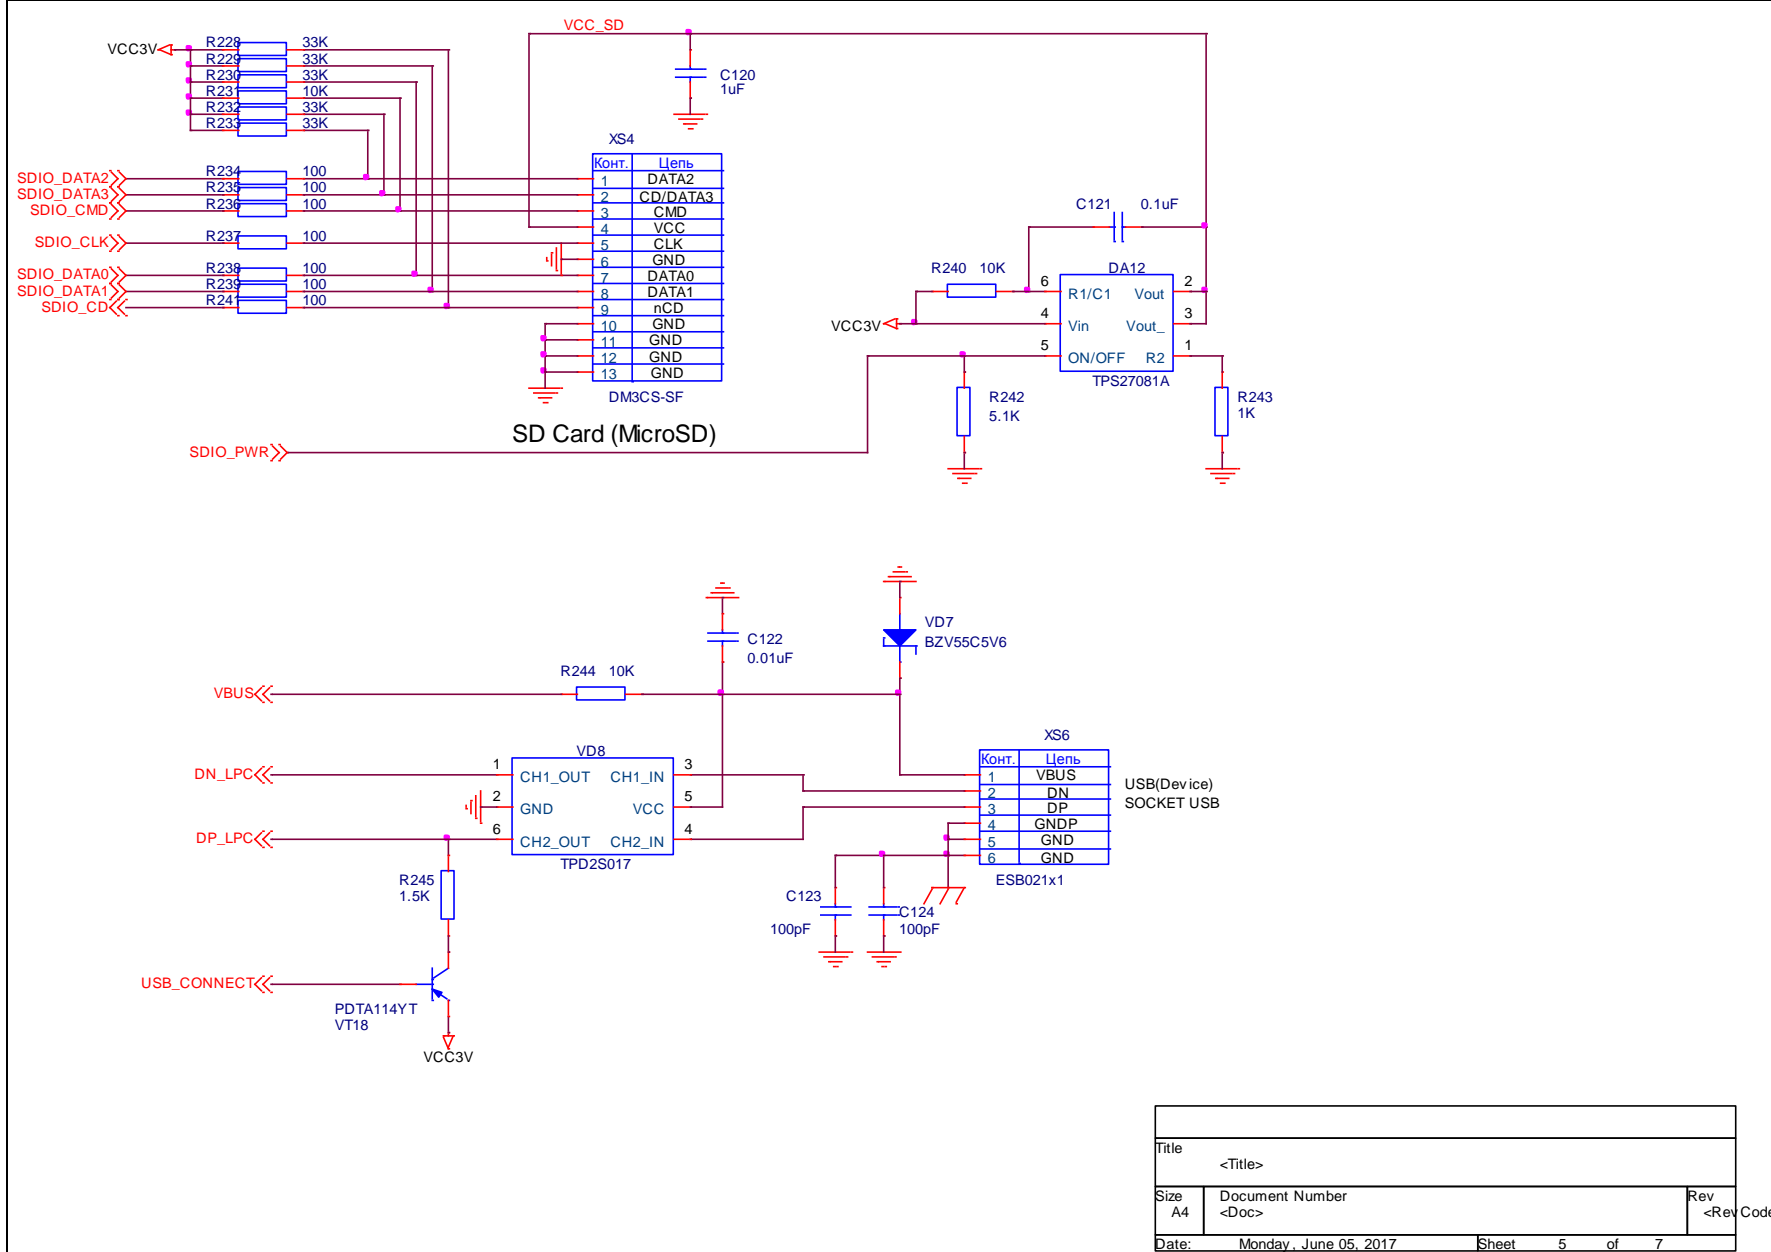 VCC_SD
VCC3V
R228 33K
R229 33K
R230 33K
R231 10K
R232 33K
R233 33K
C120
1uF
XS4
Конт. Цепь
1 DATA2
2 CD/DATA3
3 CMD
4 VCC
5 CLK
6 GND
7 DATA0
8 DATA1
9 nCD
10 GND
11 GND
12 GND
13 GND
DM3CS-SF
SDIO_DATA2 R234 100
SDIO_DATA3 R235 100
SDIO_CMD R236 100
SDIO_CLK R237 100
SDIO_DATA0 R238 100
SDIO_DATA1 R239 100
SDIO_CD R241 100
SD Card (MicroSD)
SDIO_PWR
C121 0.1uF
R240 10K
DA12
6 R1/C1 Vout 2
VCC3V
4 Vin Vout_ 3
5 ON/OFF R2 1
TPS27081A
R242
5.1K
R243
1K
VD7
BZV55C5V6
C122
0.01uF
R244 10K
VBUS
VD8
DN_LPC
1 CH1_OUT CH1_IN 3
2 GND VCC 5
DP_LPC
6 CH2_OUT CH2_IN 4
TPD2S017
XS6
Конт. Цепь
1 VBUS
2 DN
3 DP
4 GNDP
5 GND
6 GND
ESB021x1
USB(Device)
SOCKET USB
R245
1.5K
C123
100pF
C124
100pF
USB_CONNECT
PDTA114YT
VT18
VCC3V
Title
<Title>
Size Document Number Rev
A4 <Doc> <RevCode
Date: Monday, June 05, 2017 Sheet 5 of 7